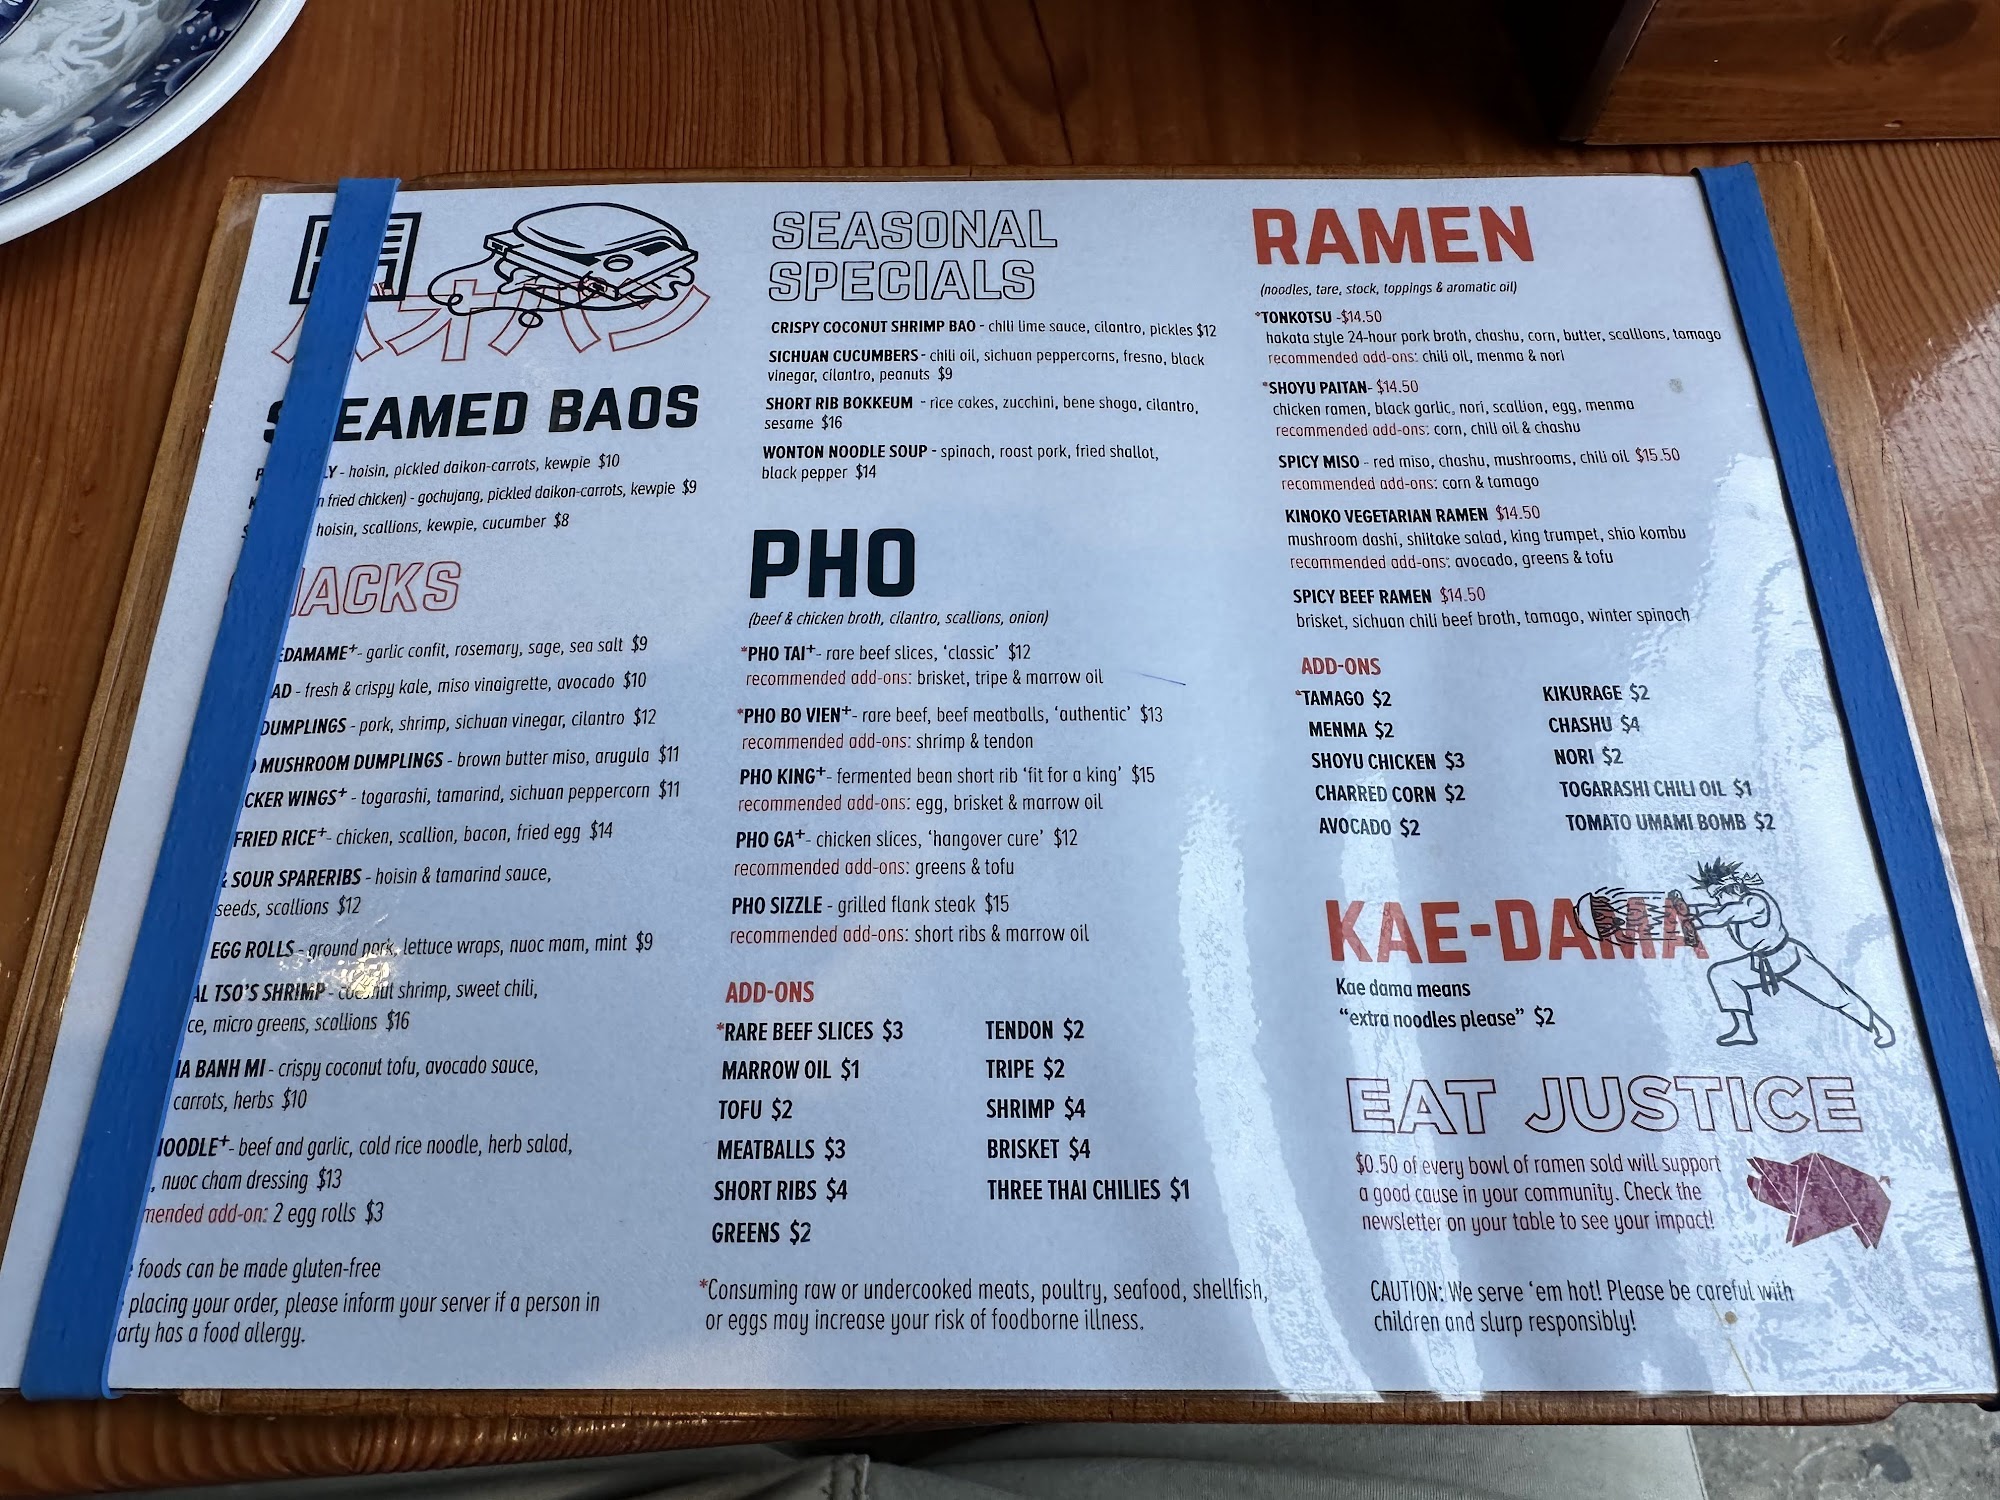 バオハン
STEAMED BAOS
LY - hoisin, pickled daikon-carrots, kewpie $10
fried chicken) - gochujang, pickled daikon-carrots, kewpie $9
hoisin, scallions, kewpie, cucumber $8
ACKS
EDAMAME+- garlic confit, rosemary, sage, sea salt $9
AD - fresh & crispy kale, miso vinaigrette, avocado $10
DUMPLINGS - pork, shrimp, sichuan vinegar, cilantro $12
MUSHROOM DUMPLINGS - brown butter miso, arugula $11
CKER WINGS+ - togarashi, tamarind, sichuan peppercorn $11
FRIED RICE+- chicken, scallion, bacon, fried egg $14
& SOUR SPARERIBS - hoisin & tamarind sauce,
seeds, scallions $12
EGG ROLLS - ground pork, lettuce wraps, nuoc mam, mint $9
AL TSO'S SHRIMP - coconut shrimp, sweet chili,
ce, micro greens, scallions $16
IA BANH MI - crispy coconut tofu, avocado sauce,
carrots, herbs $10
NOODLE+- beef and garlic, cold rice noodle, herb salad,
, nuoc cham dressing $13
mended add-on: 2 egg rolls $3
foods can be made gluten-free
placing your order, please inform your server if a person in
arty has a food allergy.
SEASONAL
SPECIALS
CRISPY COCONUT SHRIMP BAO - chili lime sauce, cilantro, pickles $12
SICHUAN CUCUMBERS - chili oil, sichuan peppercorns, fresno, black
vinegar, cilantro, peanuts $9
SHORT RIB BOKKEUM - rice cakes, zucchini, bene shoga, cilantro,
sesame $16
WONTON NOODLE SOUP - spinach, roast pork, fried shallot,
black pepper $14
PHO
(beef & chicken broth, cilantro, scallions, onion)
*PHO TAI+- rare beef slices, 'classic' $12
recommended add-ons: brisket, tripe & marrow oil
*PHO BO VIEN+- rare beef, beef meatballs, 'authentic' $13
recommended add-ons: shrimp & tendon
PHO KING+- fermented bean short rib 'fit for a king' $15
recommended add-ons: egg, brisket & marrow oil
PHO GA+- chicken slices, 'hangover cure' $12
recommended add-ons: greens & tofu
PHO SIZZLE - grilled flank steak $15
recommended add-ons: short ribs & marrow oil
ADD-ONS
*RARE BEEF SLICES $3
MARROW OIL $1
TOFU $2
MEATBALLS $3
SHORT RIBS $4
GREENS $2
TENDON $2
TRIPE $2
SHRIMP $4
BRISKET $4
THREE THAI CHILIES $1
*Consuming raw or undercooked meats, poultry, seafood, shellfish,
or eggs may increase your risk of foodborne illness.
RAMEN
(noodles, tare, stock, toppings & aromatic oil)
*TONKOTSU -$14.50
hakata style 24-hour pork broth, chashu, corn, butter, scallions, tamago
recommended add-ons: chili oil, menma & nori
*SHOYU PAITAN- $14.50
chicken ramen, black garlic, nori, scallion, egg, menma
recommended add-ons: corn, chili oil & chashu
SPICY MISO - red miso, chashu, mushrooms, chili oil $15.50
recommended add-ons: corn & tamago
KINOKO VEGETARIAN RAMEN $14.50
mushroom dashi, shiitake salad, king trumpet, shio kombu
recommended add-ons: avocado, greens & tofu
SPICY BEEF RAMEN $14.50
brisket, sichuan chili beef broth, tamago, winter spinach
ADD-ONS
*TAMAGO $2
MENMA $2
SHOYU CHICKEN $3
CHARRED CORN $2
AVOCADO $2
KIKURAGE $2
CHASHU $4
NORI $2
TOGARASHI CHILI OIL $1
TOMATO UMAMI BOMB $2
KAE-DAMA
Kae dama means
"extra noodles please" $2
EAT JUSTICE
$0.50 of every bowl of ramen sold will support
a good cause in your community. Check the
newsletter on your table to see your impact!
CAUTION: We serve 'em hot! Please be careful with
children and slurp responsibly!